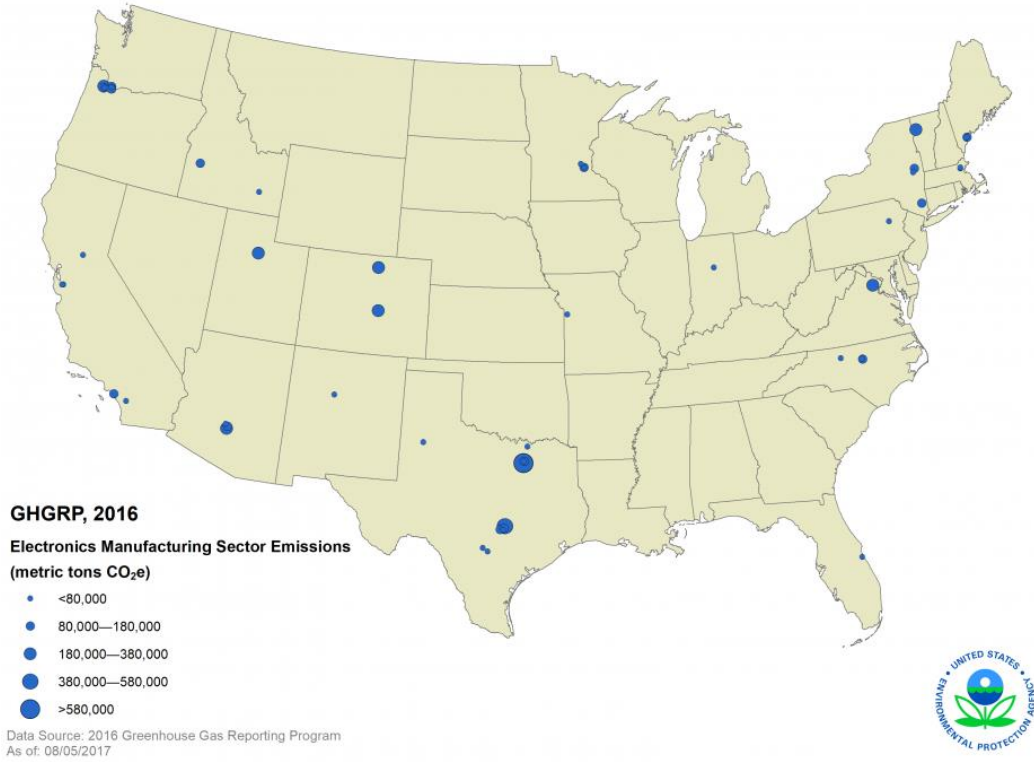 GHGRP, 2016
Electronics Manufacturing Sector Emissions
(metric tons CO₂e)
<80,000
80,000—180,000
180,000—380,000
380,000—580,000
>580,000
Data Source: 2016 Greenhouse Gas Reporting Program
As of: 08/05/2017
UNITED STATES
ENVIRONMENTAL PROTECTION AGENCY